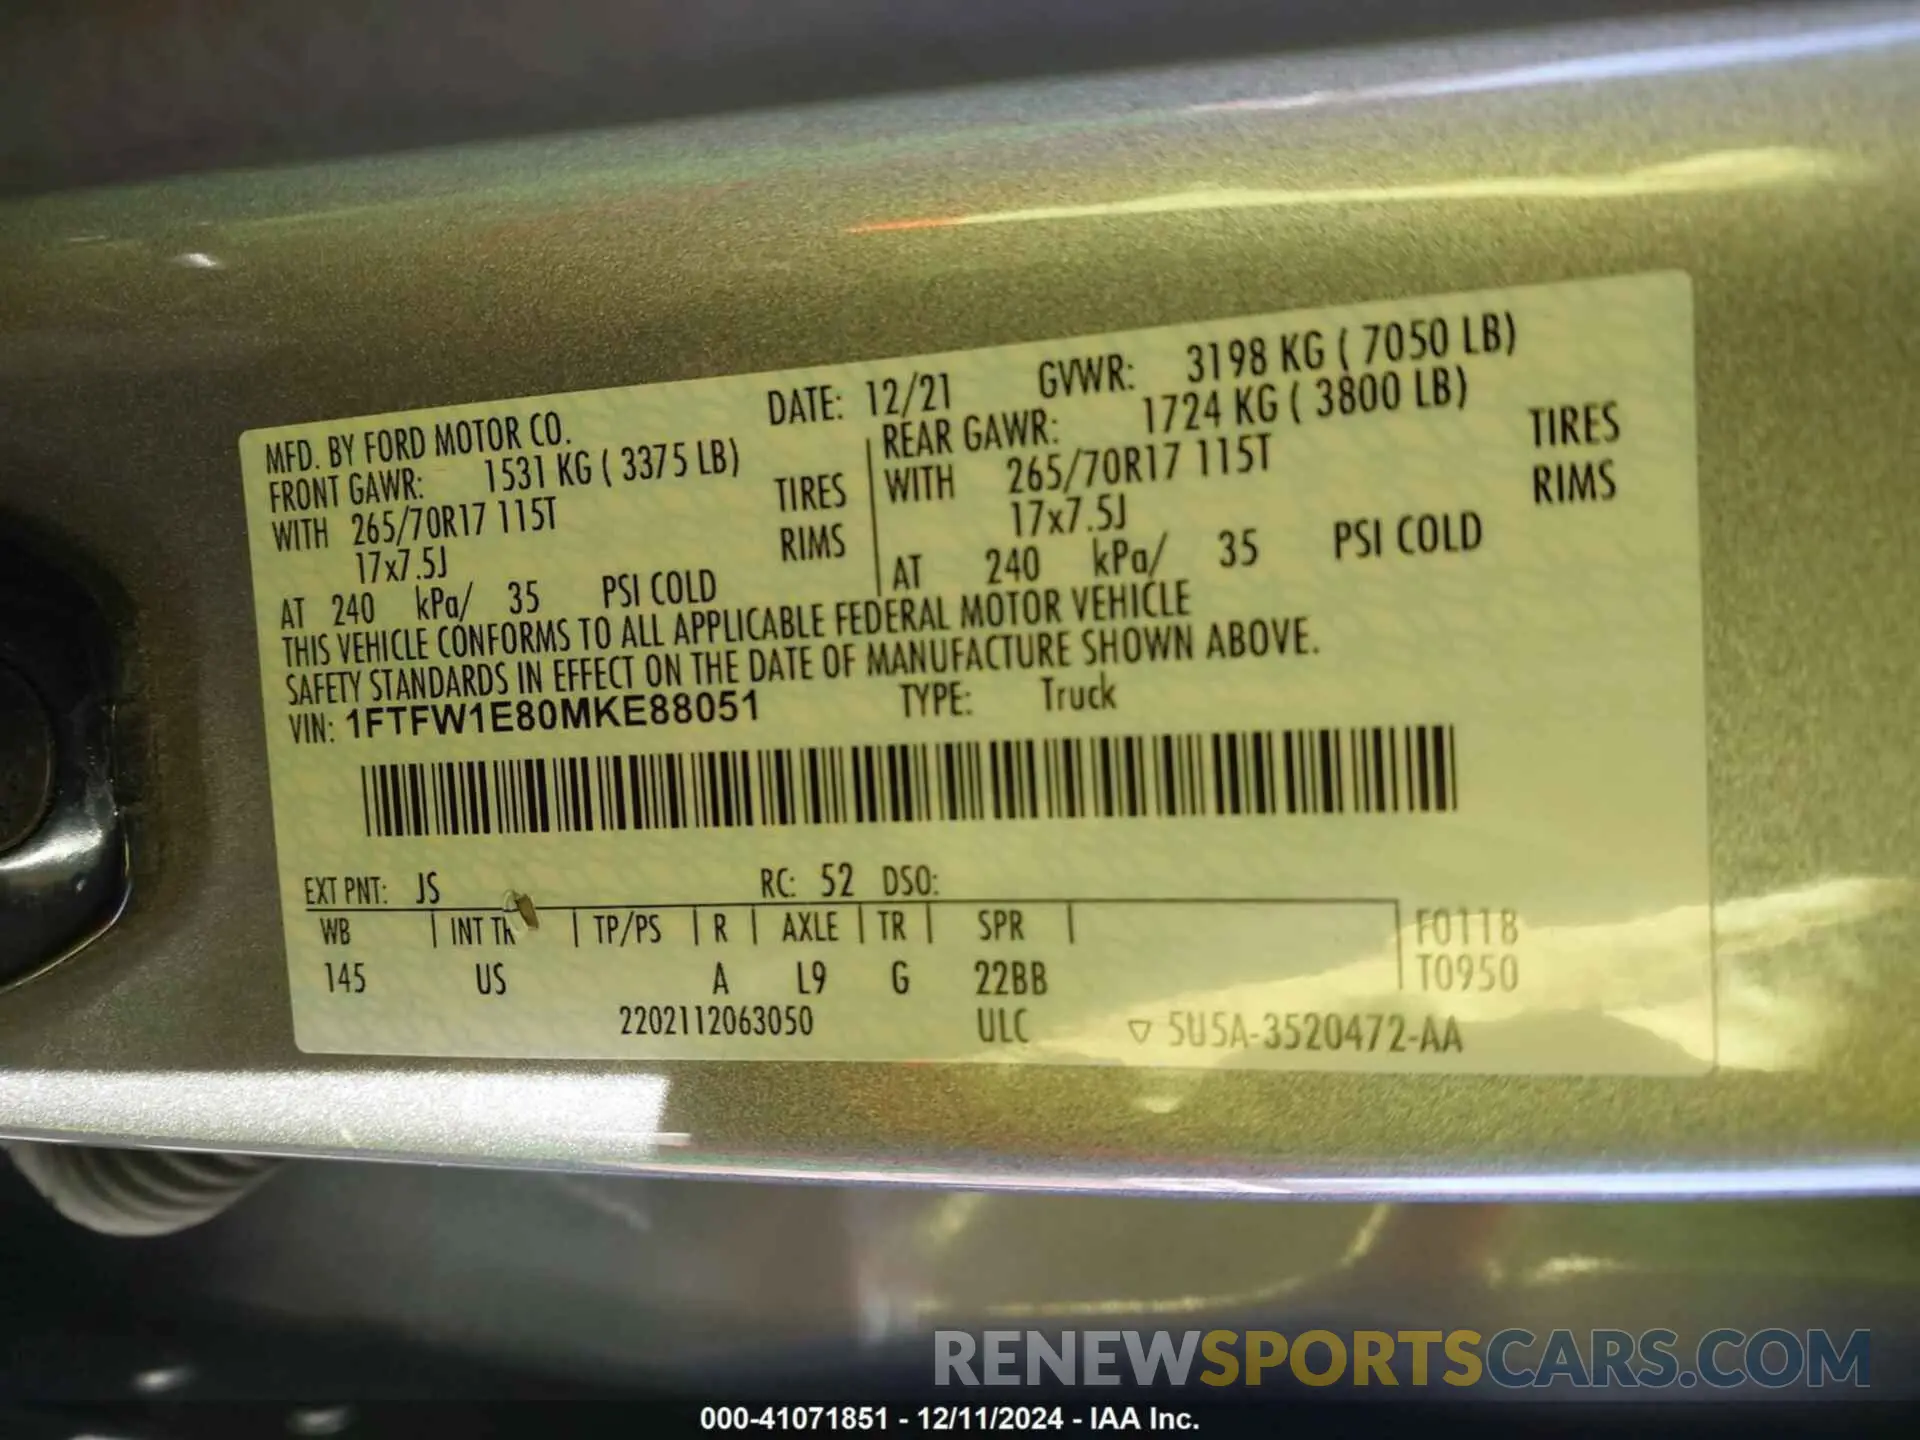 MFD. BY FORD MOTOR CO. DATE: 12/21 GVWR: 3198 KG ( 7050 LB)
FRONT GAWR: 1531 KG ( 3375 LB) REAR GAWR: 1724 KG ( 3800 LB)
WITH 265/70R17 115T TIRES WITH 265/70R17 115T TIRES
17x7.5J RIMS 17x7.5J RIMS
AT 240 kPa/ 35 PSI COLD AT 240 kPa/ 35 PSI COLD
THIS VEHICLE CONFORMS TO ALL APPLICABLE FEDERAL MOTOR VEHICLE
SAFETY STANDARDS IN EFFECT ON THE DATE OF MANUFACTURE SHOWN ABOVE.
VIN: 1FTFW1E80MKE88051 TYPE: Truck
EXT PNT: JS RC: 52 DSO:
WB INT TR TP/PS R AXLE TR SPR F0118
145 US A L9 G 22BB T0950
2202112063050 ULC ▽ 5U5A-3520472-AA
RENEWSPORTSCARS.COM
000-41071851 - 12/11/2024 - IAA Inc.